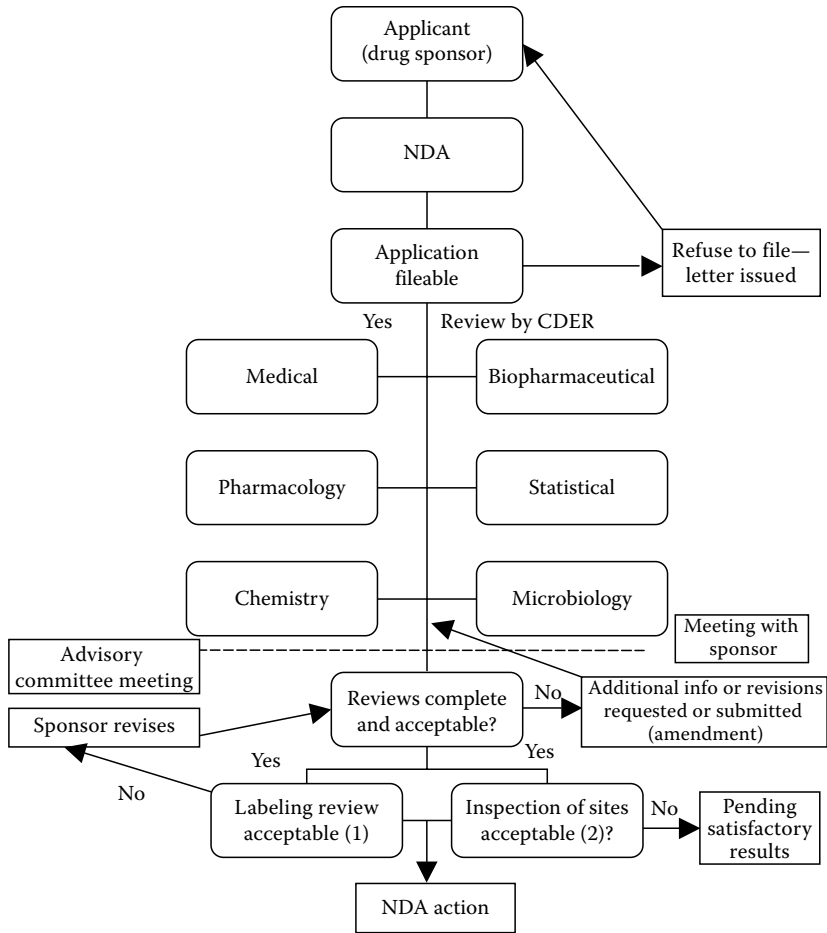 Applicant
(drug sponsor)
NDA
Application
fileable
Refuse to file—
letter issued
Yes
Review by CDER
Medical
Biopharmaceutical
Pharmacology
Statistical
Chemistry
Microbiology
Meeting with
sponsor
Advisory
committee meeting
Reviews complete
and acceptable?
No
Additional info or revisions
requested or submitted
(amendment)
Sponsor revises
Yes
Yes
No
Labeling review
acceptable (1)
Inspection of sites
acceptable (2)?
No
Pending
satisfactory
results
NDA action